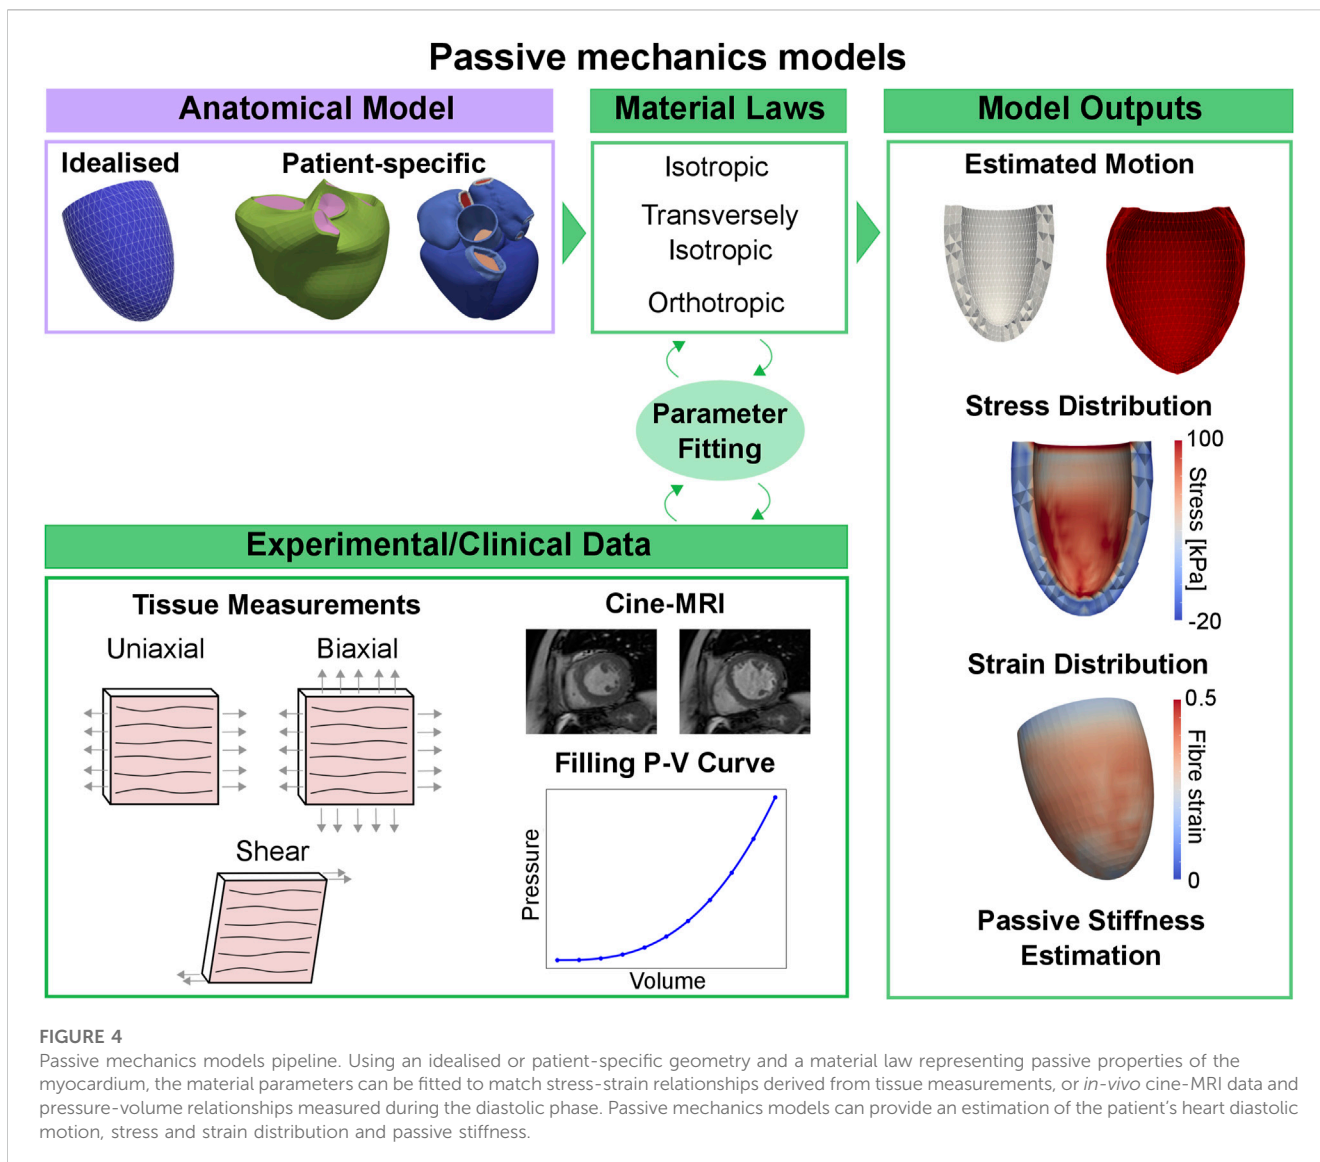 Passive mechanics models
Anatomical Model
Idealised
Patient-specific
Material Laws
Isotropic
Transversely
Isotropic
Orthotropic
Parameter
Fitting
Experimental/Clinical Data
Tissue Measurements
Uniaxial
Biaxial
Shear
Cine-MRI
Filling P-V Curve
Pressure
Volume
Model Outputs
Estimated Motion
Stress Distribution
100
Stress [kPa]
-20
Strain Distribution
0.5
Fibre strain
0
Passive Stiffness
Estimation
FIGURE 4
Passive mechanics models pipeline. Using an idealised or patient-specific geometry and a material law representing passive properties of the
myocardium, the material parameters can be fitted to match stress-strain relationships derived from tissue measurements, or in-vivo cine-MRI data and
pressure-volume relationships measured during the diastolic phase. Passive mechanics models can provide an estimation of the patient's heart diastolic
motion, stress and strain distribution and passive stiffness.